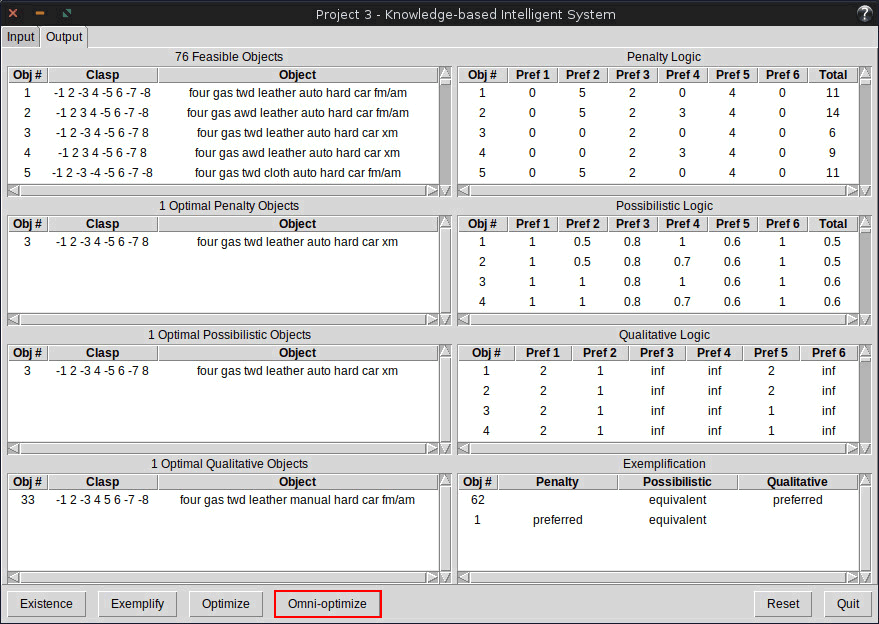 Project 3 - Knowledge-based Intelligent System
?
Input Output
76 Feasible Objects
Obj # Clasp Object
1 -1 2 -3 4 -5 6 -7 -8 four gas twd leather auto hard car fm/am
2 -1 2 3 4 -5 6 -7 -8 four gas awd leather auto hard car fm/am
3 -1 2 -3 4 -5 6 -7 8 four gas twd leather auto hard car xm
4 -1 2 3 4 -5 6 -7 8 four gas awd leather auto hard car xm
5 -1 2 -3 -4 -5 6 -7 -8 four gas twd cloth auto hard car fm/am
Penalty Logic
Obj # Pref 1 Pref 2 Pref 3 Pref 4 Pref 5 Pref 6 Total
1 0 5 2 0 4 0 11
2 0 5 2 3 4 0 14
3 0 0 2 0 4 0 6
4 0 0 2 3 4 0 9
5 0 5 2 0 4 0 11
1 Optimal Penalty Objects
Obj # Clasp Object
3 -1 2 -3 4 -5 6 -7 8 four gas twd leather auto hard car xm
Possibilistic Logic
Obj # Pref 1 Pref 2 Pref 3 Pref 4 Pref 5 Pref 6 Total
1 1 0.5 0.8 1 0.6 1 0.5
2 1 0.5 0.8 0.7 0.6 1 0.5
3 1 1 0.8 1 0.6 1 0.6
4 1 1 0.8 0.7 0.6 1 0.6
1 Optimal Possibilistic Objects
Obj # Clasp Object
3 -1 2 -3 4 -5 6 -7 8 four gas twd leather auto hard car xm
Qualitative Logic
Obj # Pref 1 Pref 2 Pref 3 Pref 4 Pref 5 Pref 6
1 2 1 inf inf 2 inf
2 2 1 inf inf 2 inf
3 2 1 inf inf 1 inf
4 2 1 inf inf 1 inf
1 Optimal Qualitative Objects
Obj # Clasp Object
33 -1 2 -3 4 5 6 -7 -8 four gas twd leather manual hard car fm/am
Exemplification
Obj # Penalty Possibilistic Qualitative
62 equivalent preferred
1 preferred equivalent
Existence Exemplify Optimize Omni-optimize Reset Quit